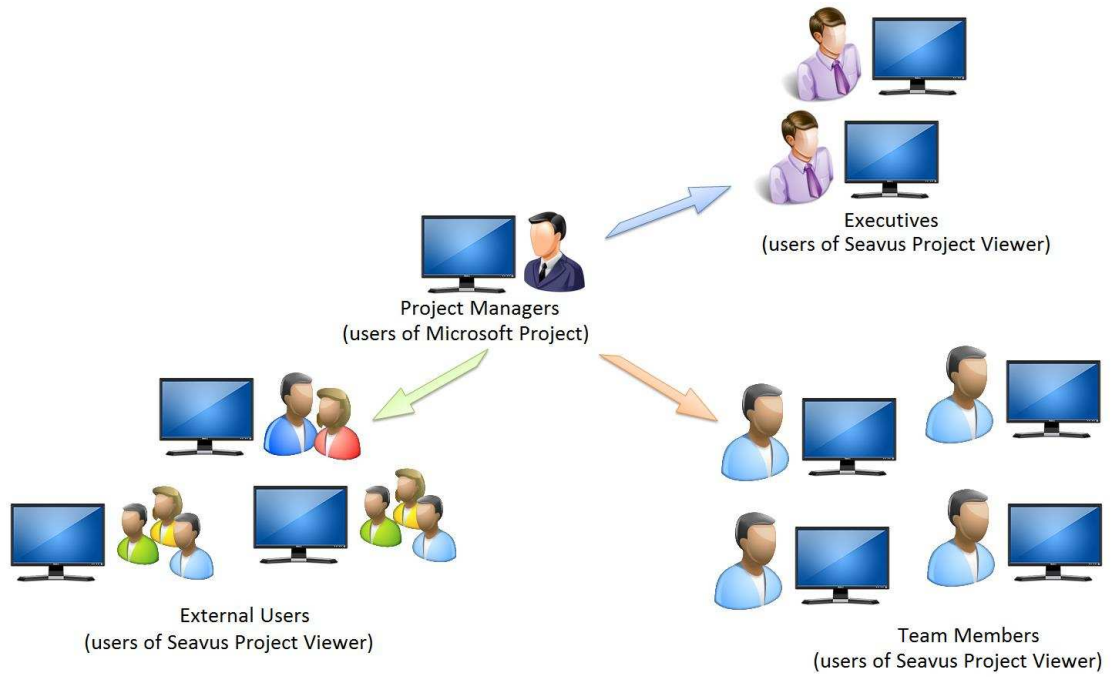 Executives
(users of Seavus Project Viewer)
Project Managers
(users of Microsoft Project)
External Users
(users of Seavus Project Viewer)
Team Members
(users of Seavus Project Viewer)